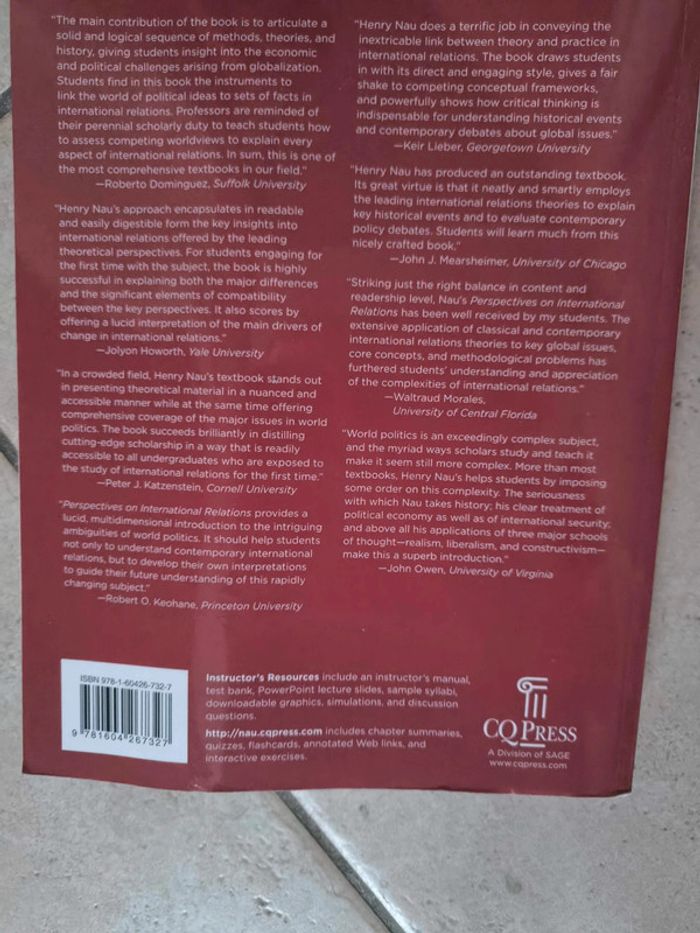 "The main contribution of the book is to articulate a
solid and logical sequence of methods, theories, and
history, giving students insight into the economic
and political challenges arising from globalization.
Students find in this book the instruments to
link the world of political ideas to sets of facts in
international relations. Professors are reminded of
their perennial scholarly duty to teach students how
to assess competing worldviews to explain every
aspect of international relations. In sum, this is one of
the most comprehensive textbooks in our field."
—Roberto Dominguez, Suffolk University
"Henry Nau's approach encapsulates in readable
and easily digestible form the key insights into
international relations offered by the leading
theoretical perspectives. For students engaging for
the first time with the subject, the book is highly
successful in explaining both the major differences
and the significant elements of compatibility
between the key perspectives. It also scores by
offering a lucid interpretation of the main drivers of
change in international relations."
—Jolyon Howorth, Yale University
"In a crowded field, Henry Nau's textbook stands out
in presenting theoretical material in a nuanced and
accessible manner while at the same time offering
comprehensive coverage of the major issues in world
politics. The book succeeds brilliantly in distilling
cutting-edge scholarship in a way that is readily
accessible to all undergraduates who are exposed to
the study of international relations for the first time."
—Peter J. Katzenstein, Cornell University
"Perspectives on International Relations provides a
lucid, multidimensional introduction to the intriguing
ambiguities of world politics. It should help students
not only to understand contemporary international
relations, but to develop their own interpretations
to guide their future understanding of this rapidly
changing subject."
—Robert O. Keohane, Princeton University
"Henry Nau does a terrific job in conveying the
inextricable link between theory and practice in
international relations. The book draws students
in with its direct and engaging style, gives a fair
shake to competing conceptual frameworks,
and powerfully shows how critical thinking is
indispensable for understanding historical events
and contemporary debates about global issues."
—Keir Lieber, Georgetown University
"Henry Nau has produced an outstanding textbook.
Its great virtue is that it neatly and smartly employs
the leading international relations theories to explain
key historical events and to evaluate contemporary
policy debates. Students will learn much from this
nicely crafted book."
—John J. Mearsheimer, University of Chicago
"Striking just the right balance in content and
readership level, Nau's Perspectives on International
Relations has been well received by my students. The
extensive application of classical and contemporary
international relations theories to key global issues,
core concepts, and methodological problems has
furthered students' understanding and appreciation
of the complexities of international relations."
—Waltraud Morales,
University of Central Florida
"World politics is an exceedingly complex subject,
and the myriad ways scholars study and teach it
make it seem still more complex. More than most
textbooks, Henry Nau's helps students by imposing
some order on this complexity. The seriousness
with which Nau takes history; his clear treatment of
political economy as well as of international security;
and above all his applications of three major schools
of thought—realism, liberalism, and constructivism—
make this a superb introduction."
—John Owen, University of Virginia
ISBN 978-1-60426-732-7
9 781604 267327
Instructor's Resources include an instructor's manual,
test bank, PowerPoint lecture slides, sample syllabi,
downloadable graphics, simulations, and discussion
questions.
http://nau.cqpress.com includes chapter summaries,
quizzes, flashcards, annotated Web links, and
interactive exercises.
CQ PRESS
A Division of SAGE
www.cqpress.com